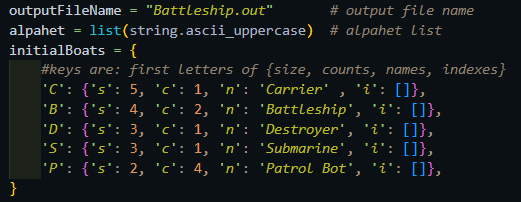 outputFileName = "Battleship.out"      # output file name
alpahet = list(string.ascii_uppercase)  # alpahet list
initialBoats = {
    #keys are: first letters of {size, counts, names, indexes}
    'C': {'s': 5, 'c': 1, 'n': 'Carrier' , 'i': []},
    'B': {'s': 4, 'c': 2, 'n': 'Battleship', 'i': []},
    'D': {'s': 3, 'c': 1, 'n': 'Destroyer', 'i': []},
    'S': {'s': 3, 'c': 1, 'n': 'Submarine', 'i': []},
    'P': {'s': 2, 'c': 4, 'n': 'Patrol Bot', 'i': []},
}